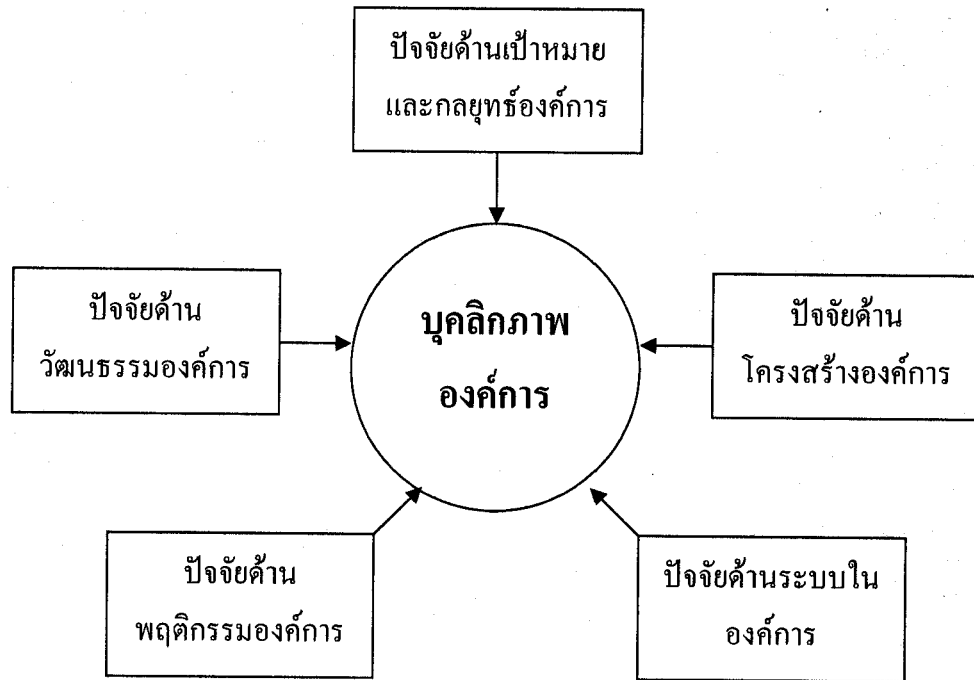 ปัจจัยด้านเป้าหมาย
และกลยุทธ์องค์การ
ปัจจัยด้าน
วัฒนธรรมองค์การ
บุคลิกภาพ
องค์การ
ปัจจัยด้าน
โครงสร้างองค์การ
ปัจจัยด้าน
พฤติกรรมองค์การ
ปัจจัยด้านระบบใน
องค์การ